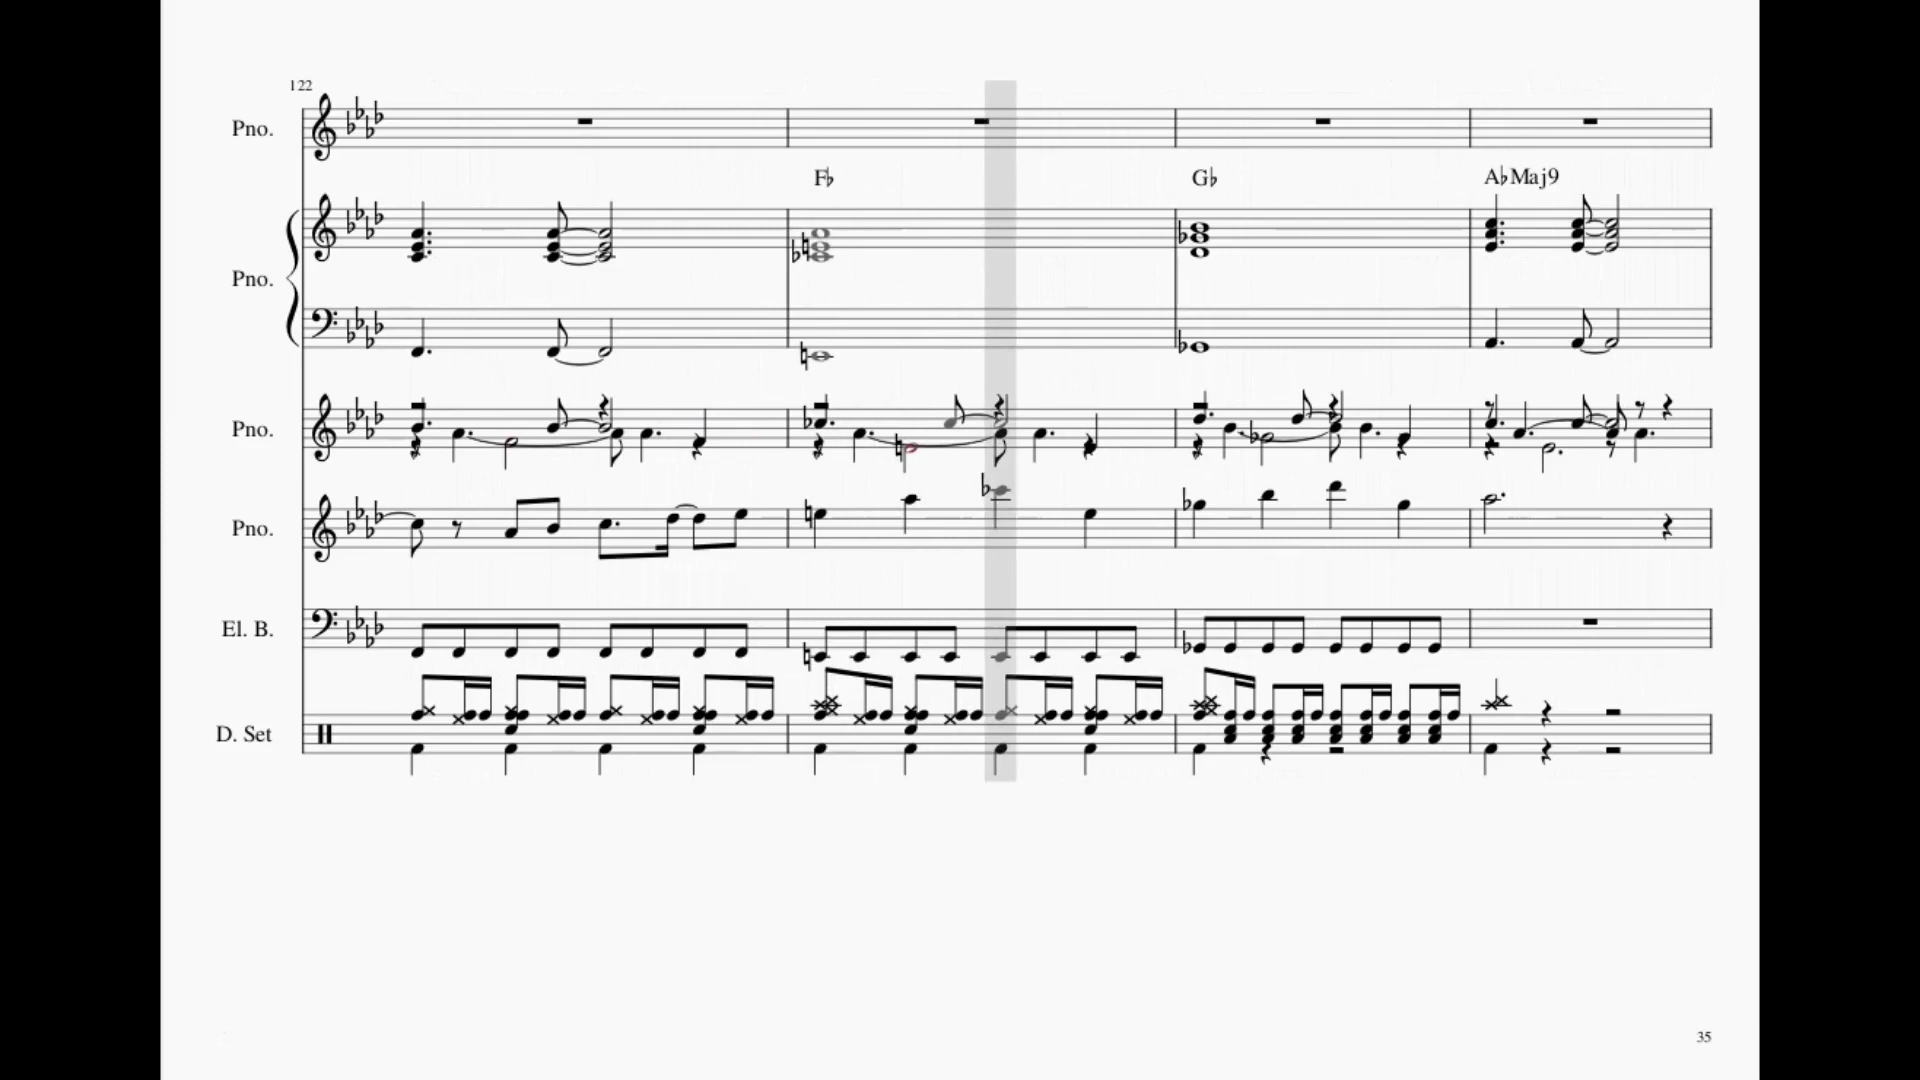 122
Pno.
F♭ G♭ A♭Maj9
Pno.
Pno.
Pno.
El. B.
D. Set
35